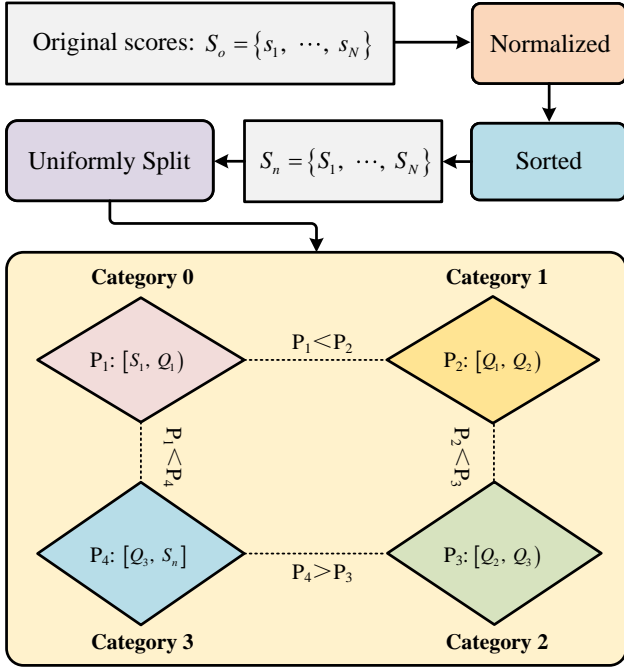 Original scores: S_o = {s_1, ⋯, s_N}
Normalized
Uniformly Split
S_n = {S_1, ⋯, S_N}
Sorted
Category 0
Category 1
P_1: [S_1, Q_1)
P_1<P_2
P_2: [Q_1, Q_2)
P_1<P_4
P_2<P_3
P_4: [Q_3, S_n]
P_4>P_3
P_3: [Q_2, Q_3)
Category 3
Category 2